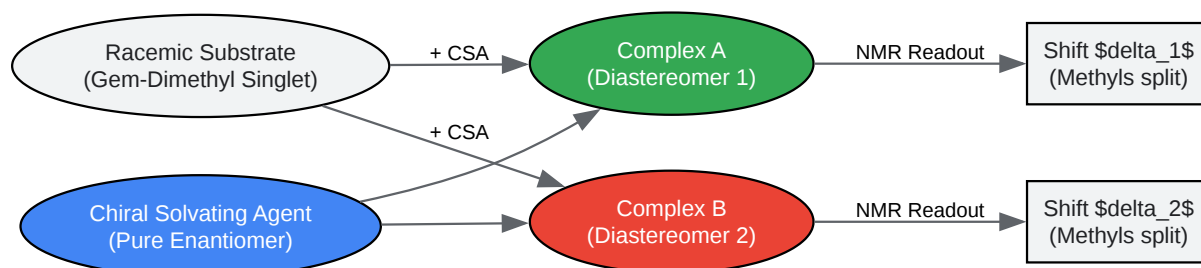 Racemic Substrate
(Gem-Dimethyl Singlet)
+ CSA
Complex A
(Diastereomer 1)
NMR Readout
Shift $delta_1$
(Methyls split)
+ CSA
Chiral Solvating Agent
(Pure Enantiomer)
Complex B
(Diastereomer 2)
NMR Readout
Shift $delta_2$
(Methyls split)